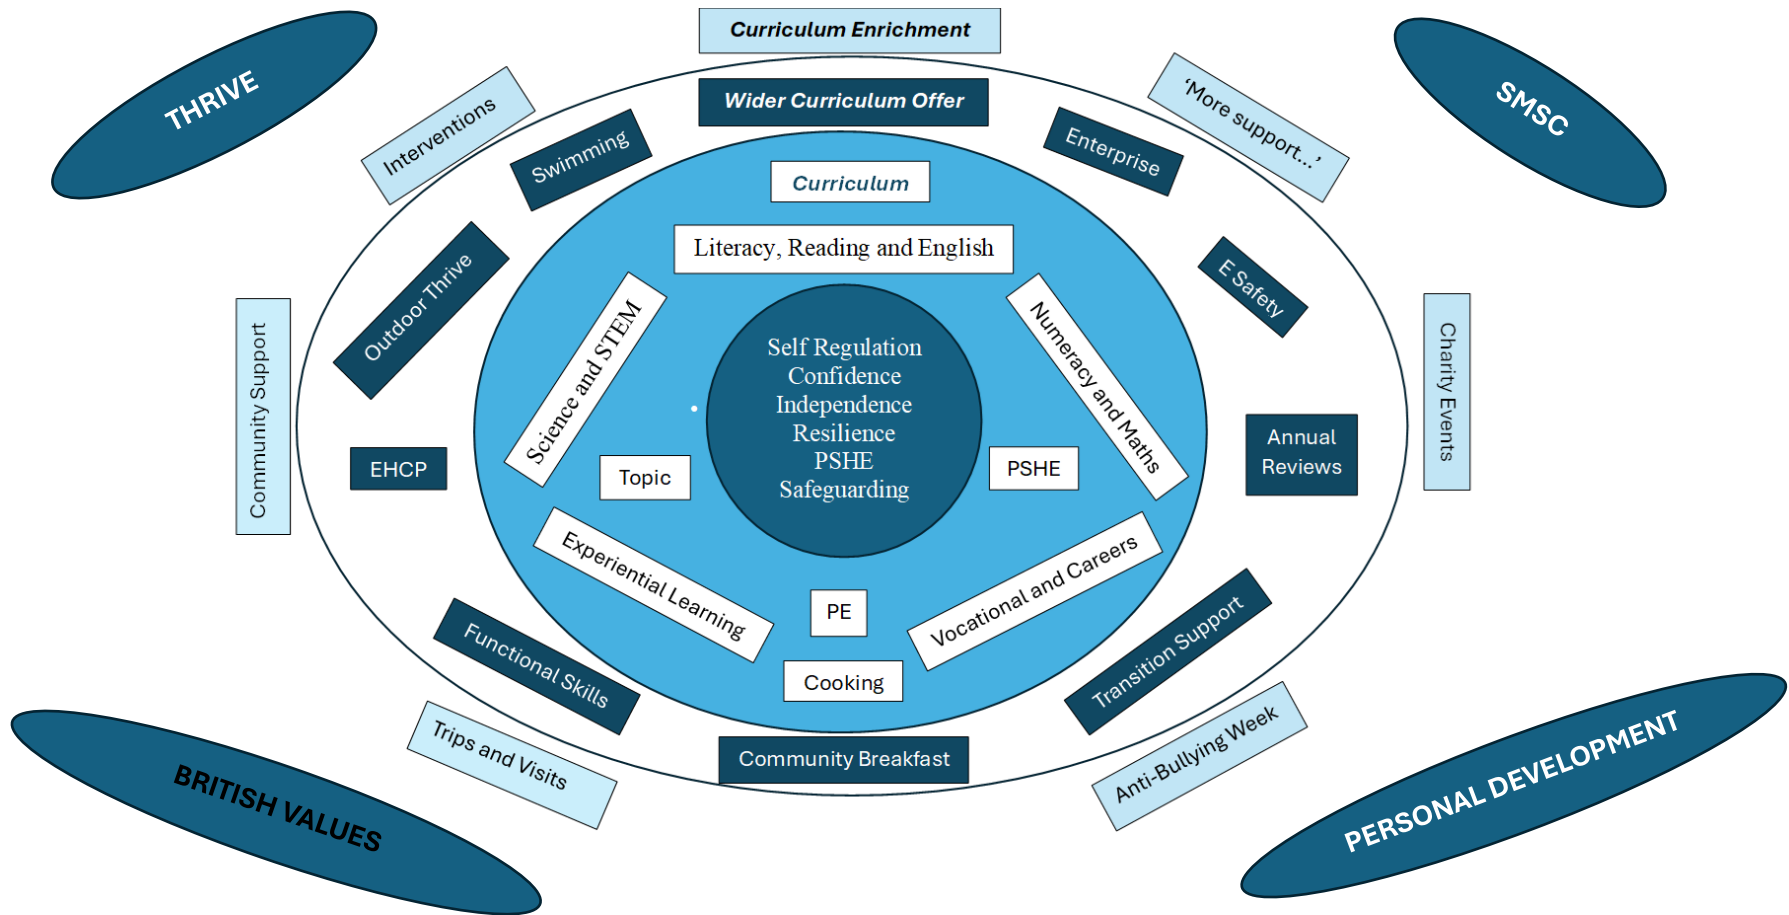 Curriculum Enrichment
THRIVE
SMSC
Wider Curriculum Offer
Interventions
Swimming
Enterprise
‘More support...’
Curriculum
Literacy, Reading and English
Outdoor Thrive
Science and STEM
Numeracy and Maths
E Safety
Community Support
Charity Events
Self Regulation
Confidence
Independence
Resilience
PSHE
Safeguarding
EHCP
Topic
PSHE
Annual
Reviews
Experiential Learning
Vocational and Careers
PE
Cooking
Functional Skills
Transition Support
Trips and Visits
Community Breakfast
Anti-Bullying Week
BRITISH VALUES
PERSONAL DEVELOPMENT